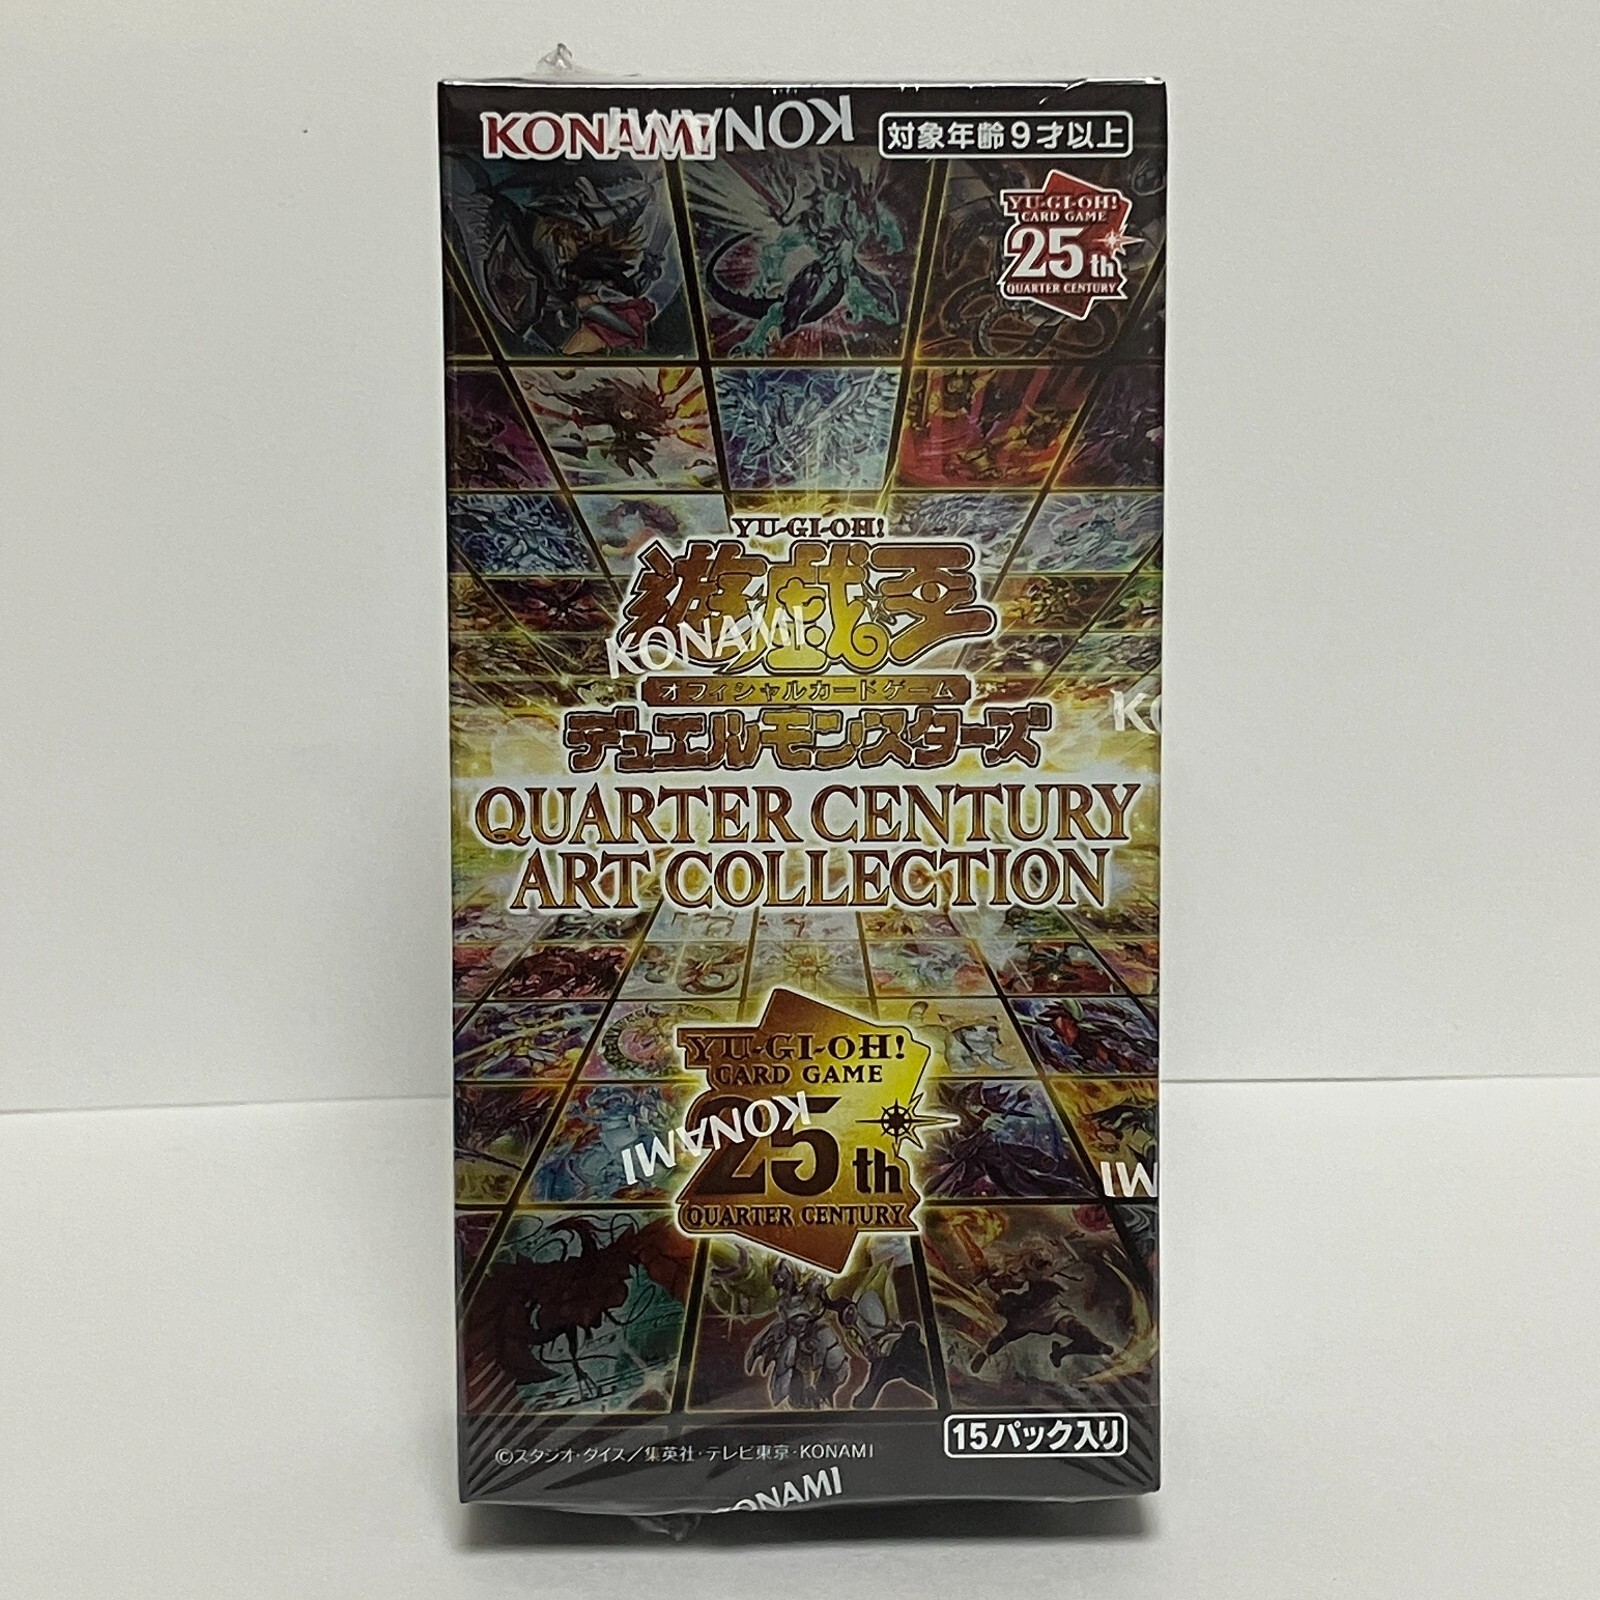 KONAMI
KONAMI
対象年齢9才以上
YU-GI-OH!
CARD GAME
25th
QUARTER CENTURY
YU-GI-OH!
遊戯王
KONAMI
オフィシャルカードゲーム
デュエルモンスターズ
KO
QUARTER CENTURY
ART COLLECTION
YU-GI-OH!
CARD GAME
25th
KONAMI
QUARTER CENTURY
MI
15パック入り
©スタジオ・ダイス/集英社・テレビ東京・KONAMI
KONAMI